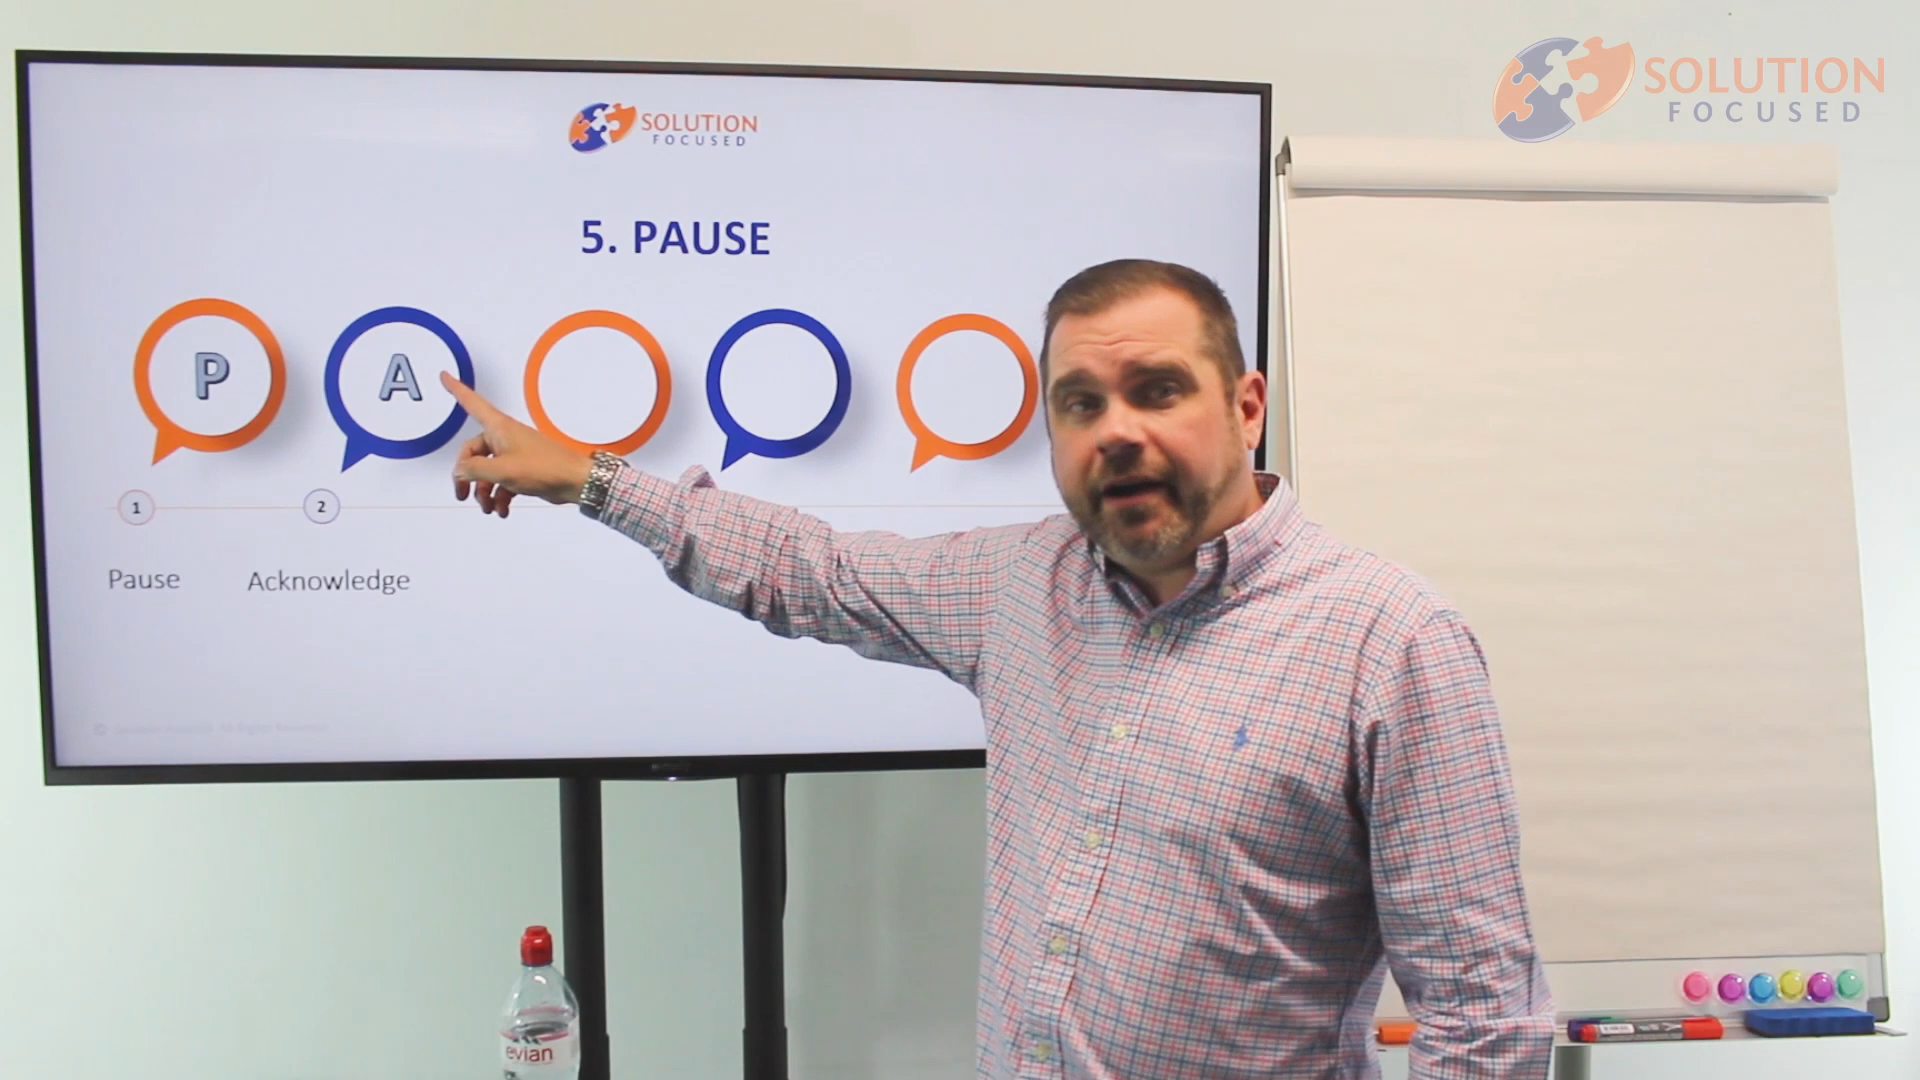 SOLUTION
FOCUSED
SOLUTION
FOCUSED
5. PAUSE
P
A
1
2
Pause
Acknowledge
evian